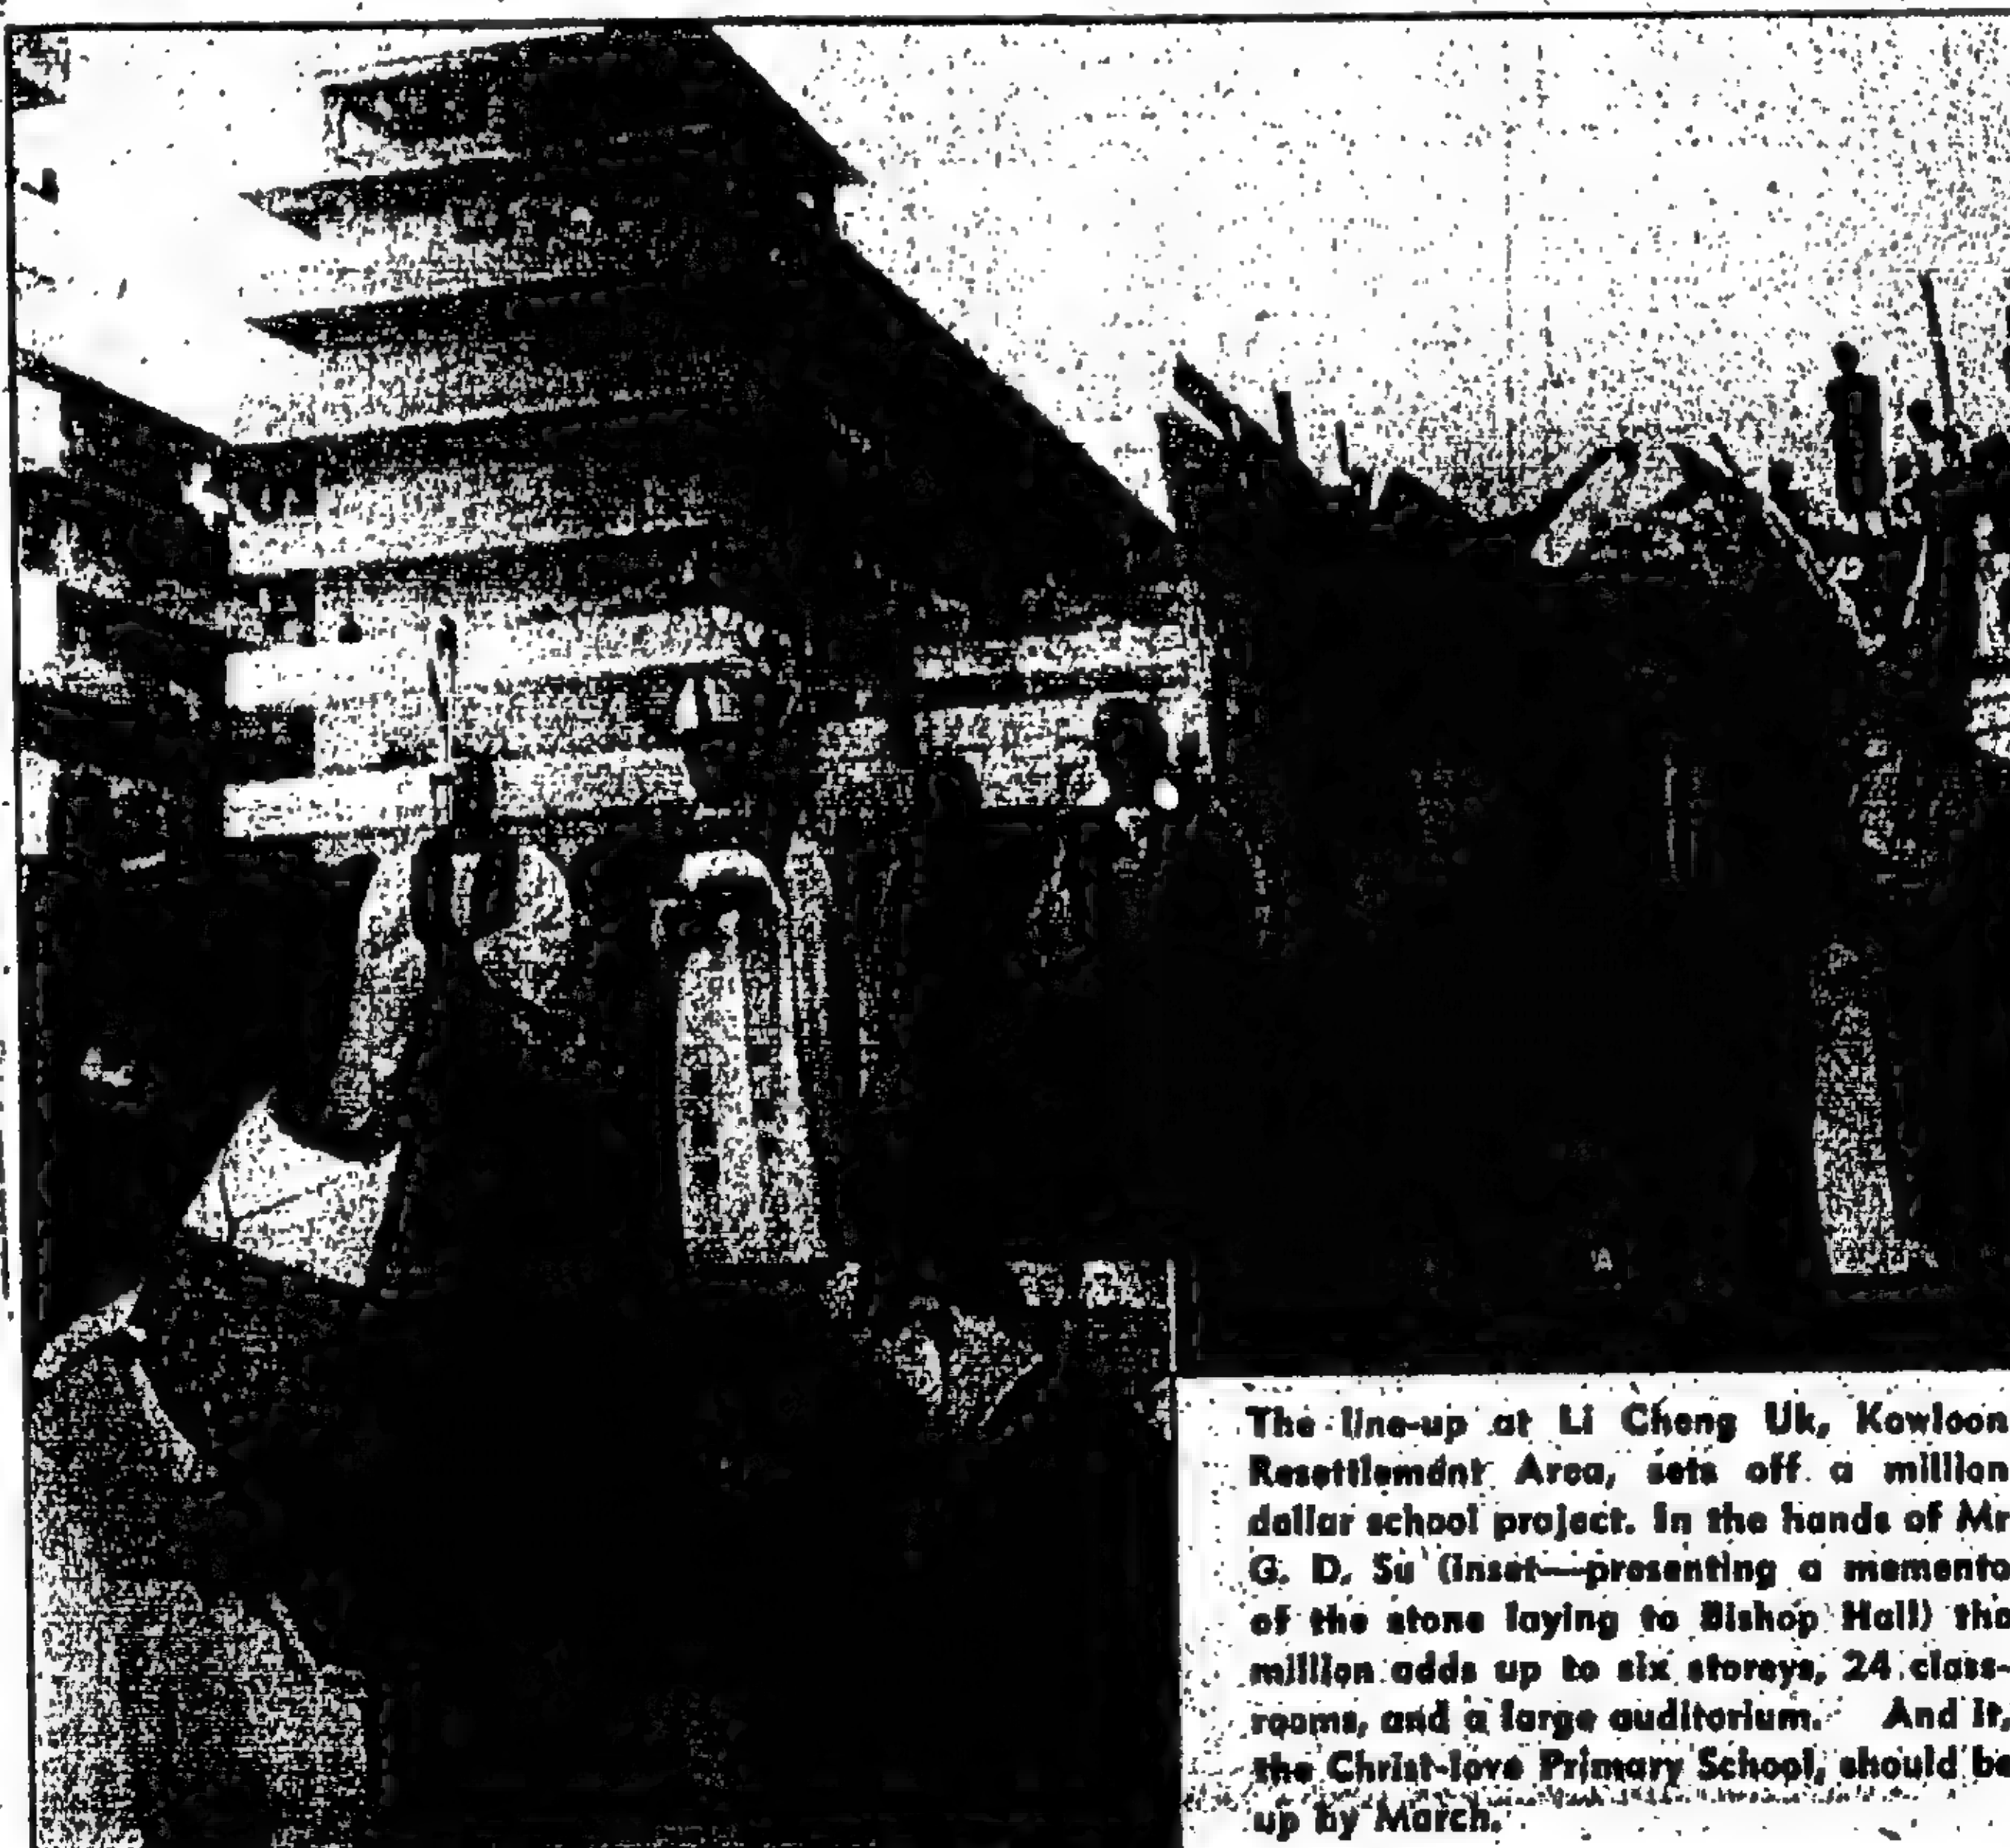 The line-up at Li Cheng Uk, Kowloon
Resettlement Area, sets off a million
dollar school project. In the hands of Mr
G. D. Su (inset—presenting a memento
of the stone laying to Bishop Hall) the
million adds up to six storeys, 24 class-
rooms, and a large auditorium. And it,
the Christ-love Primary School, should be
up by March.